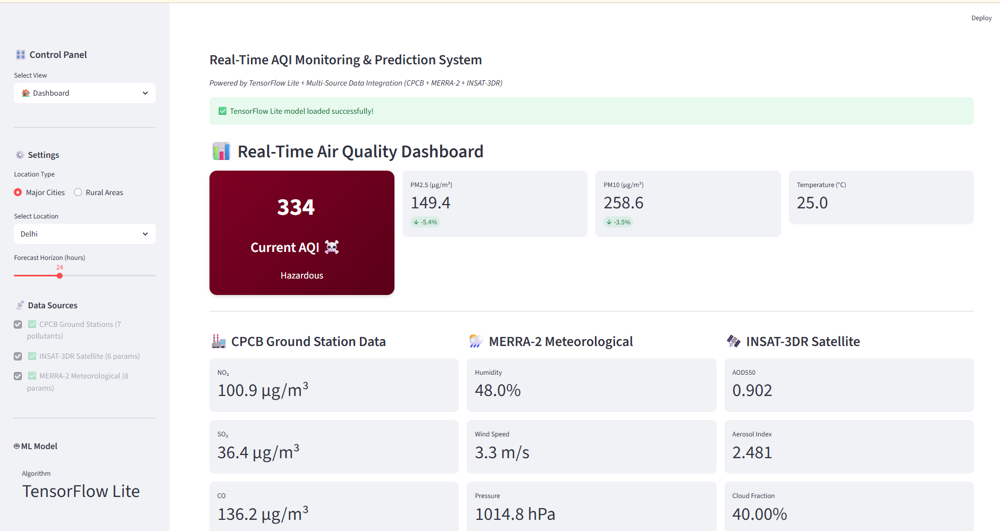 Deploy
Control Panel
Select View
Dashboard
Settings
Location Type
Major Cities
Rural Areas
Select Location
Delhi
Forecast Horizon (hours)
24
Data Sources
CPCB Ground Stations (7
pollutants)
INSAT-3DR Satellite (6 params)
MERRA-2 Meteorological (8
params)
ML Model
Algorithm
TensorFlow Lite
Real-Time AQI Monitoring & Prediction System
Powered by TensorFlow Lite + Multi-Source Data Integration (CPCB + MERRA-2 + INSAT-3DR)
TensorFlow Lite model loaded successfully!
Real-Time Air Quality Dashboard
334
Current AQI
Hazardous
PM2.5 (μg/m³)
149.4
-5.4%
PM10 (μg/m³)
258.6
-3.5%
Temperature (°C)
25.0
CPCB Ground Station Data
NO₂
100.9 μg/m³
SO₂
36.4 μg/m³
CO
136.2 μg/m³
MERRA-2 Meteorological
Humidity
48.0%
Wind Speed
3.3 m/s
Pressure
1014.8 hPa
INSAT-3DR Satellite
AOD550
0.902
Aerosol Index
2.481
Cloud Fraction
40.00%